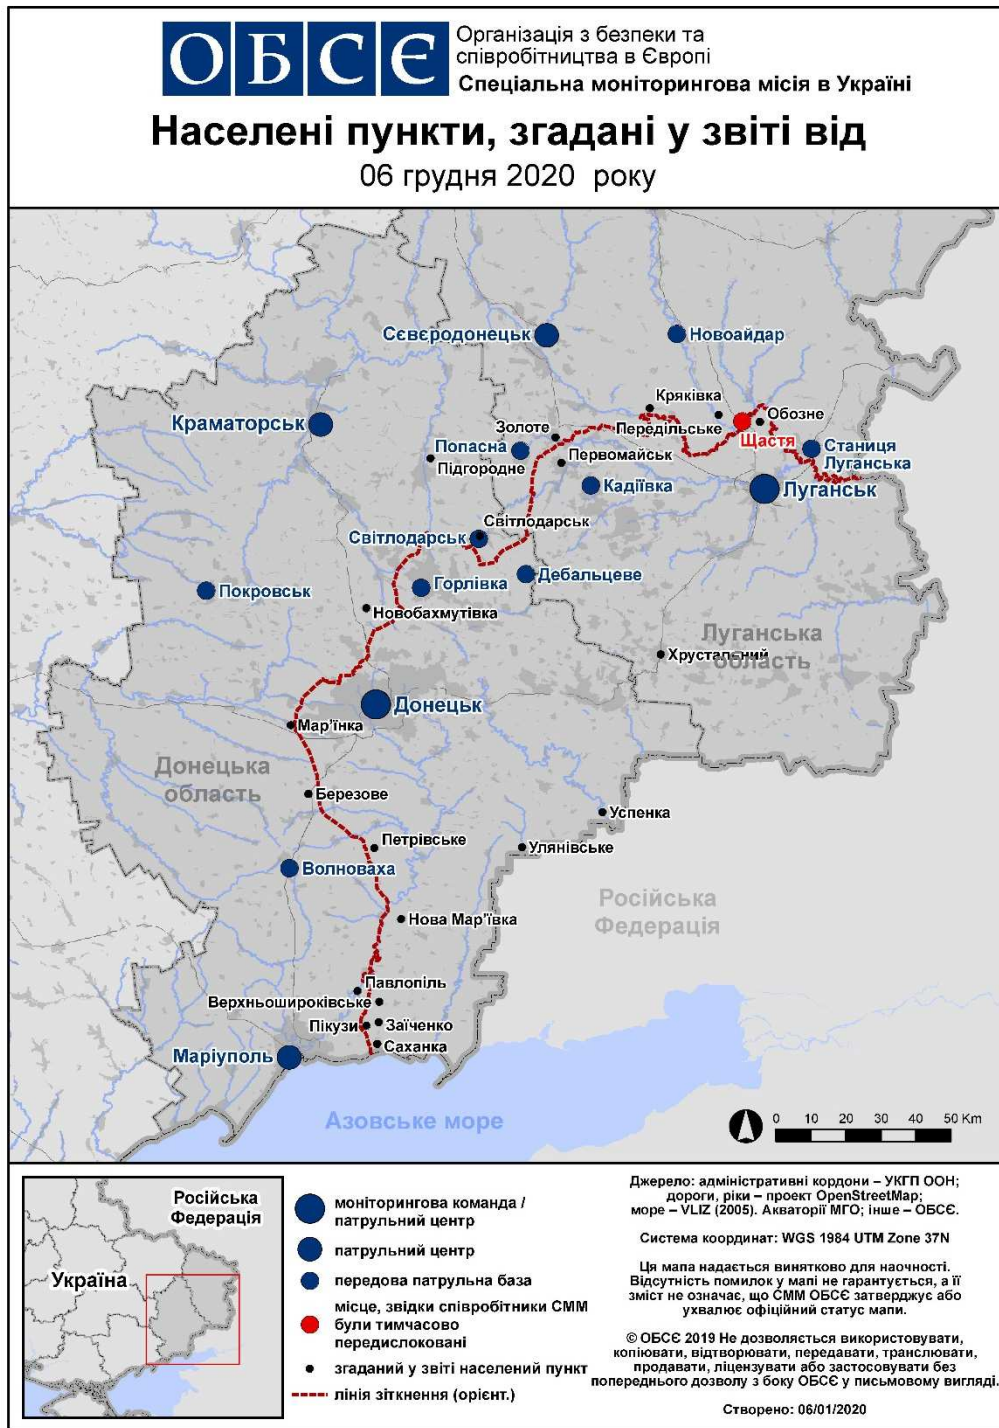 ОБСЄ
Організація з безпеки та
співробітництва в Європі
Спеціальна моніторингова місія в Україні
Населені пункти, згадані у звіті від
06 грудня 2020 року
Сєвєродонецьк
Новоайдар
Кряківка
Обозне
Краматорськ
Золоте
Передільське
Щастя
Попасна
Підгородне
Первомайськ
Станиця
Луганська
Кадіївка
Луганськ
Світлодарськ
Світлодарськ
Дебальцеве
Горлівка
Покровськ
Новобахмутівка
Луганська
область
Хрустальний
Донецьк
Мар'їнка
Донецька
область
Березове
Успенка
Петрівське
Улянівське
Волноваха
Російська
Федерація
Нова Мар'ївка
Павлопіль
Верхньошироківське
Пікузи
Заїченко
Саханка
Маріуполь
Азовське море
0 10 20 30 40 50 Km
Російська
Федерація
Україна
моніторингова команда /
патрульний центр
патрульний центр
передова патрульна база
місце, звідки співробітники СММ
були тимчасово
передислоковані
згаданий у звіті населений пункт
лінія зіткнення (орієнт.)
Джерело: адміністративні кордони – УКГП ООН;
дороги, ріки – проект OpenStreetMap;
море – VLIZ (2005). Акваторії МГО; інше – ОБСЄ.
Система координат: WGS 1984 UTM Zone 37N
Ця мапа надається винятково для наочності.
Відсутність помилок у мапі не гарантується, а її
зміст не означає, що СММ ОБСЄ затверджує або
ухвалює офіційний статус мапи.
© ОБСЄ 2019 Не дозволяється використовувати,
копіювати, відтворювати, передавати, транслювати,
продавати, ліцензувати або застосовувати без
попереднього дозволу з боку ОБСЄ у письмовому вигляді.
Створено: 06/01/2020